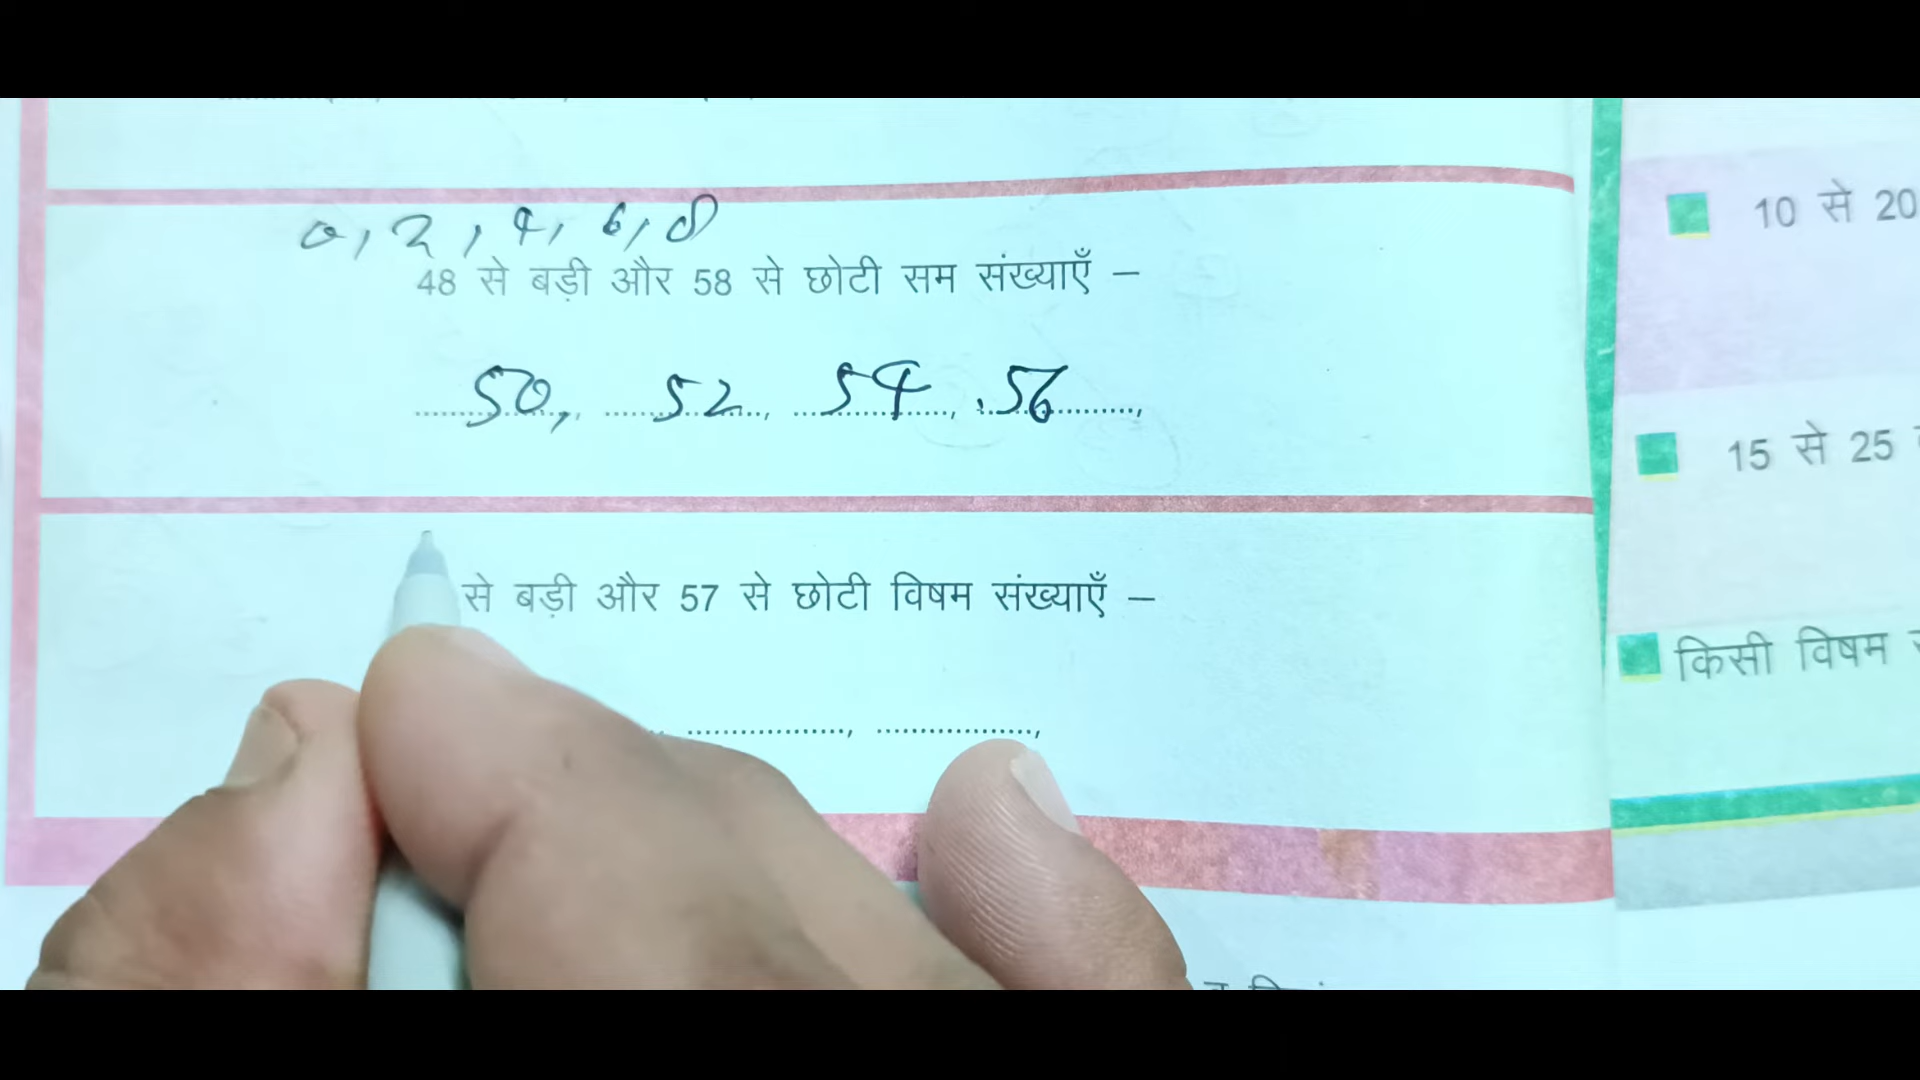 0, 2, 4, 6, 8
48 से बड़ी और 58 से छोटी सम संख्याएँ –
50, 52, 54, 56,
से बड़ी और 57 से छोटी विषम संख्याएँ –
10 से 20
15 से 25
किसी विषम